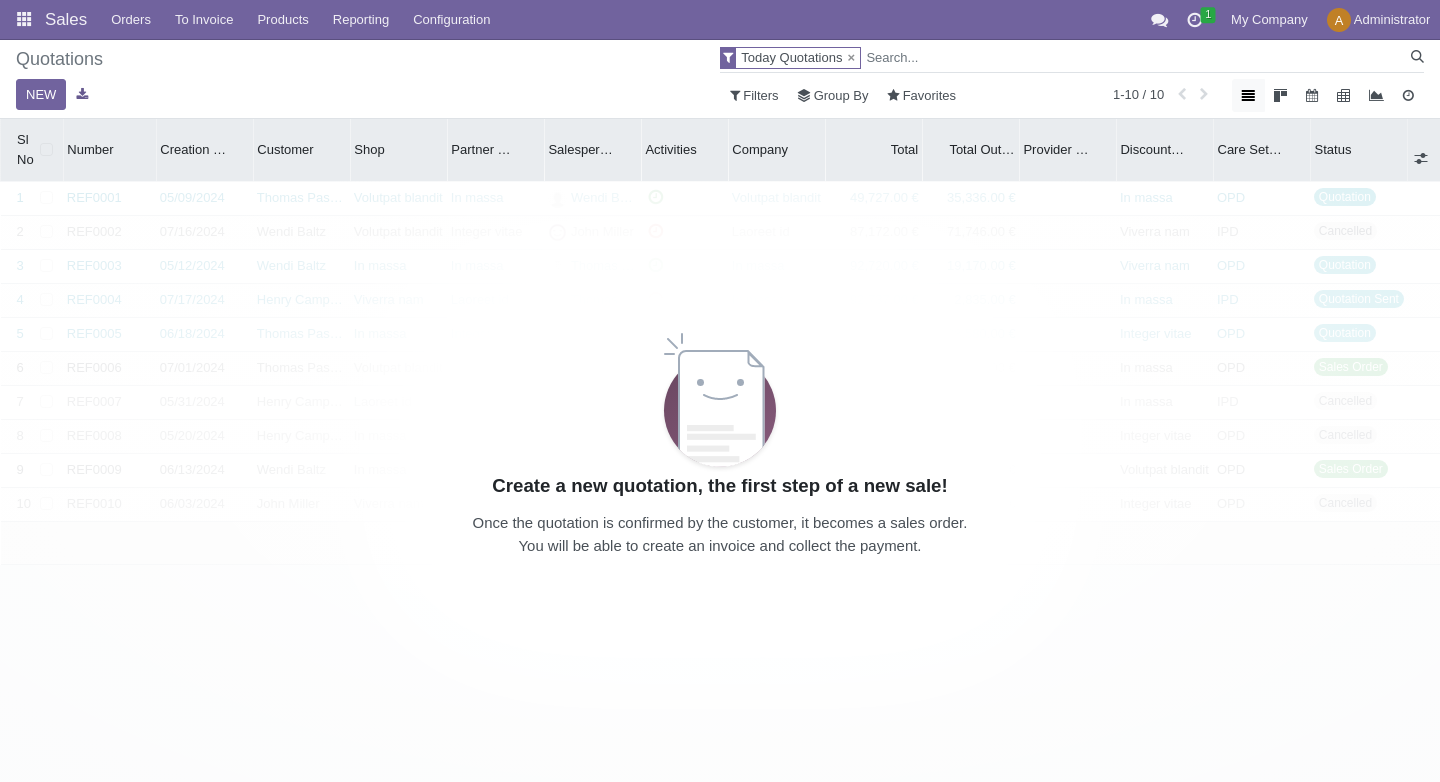 Sales Orders To Invoice Products Reporting Configuration 1 My Company A Administrator
Quotations
Today Quotations × Search...
NEW
Filters Group By Favorites 1-10 / 10
Sl No Number Creation … Customer Shop Partner … Salesper… Activities Company Total Total Out… Provider … Discount… Care Set… Status
1 REF0001 05/09/2024 Thomas Pas… Volutpat blandit In massa Wendi B… Volutpat blandit 49,727.00 € 35,336.00 € In massa OPD Quotation
2 REF0002 07/16/2024 Wendi Baltz Volutpat blandit Integer vitae Viverra nam IPD Cancelled
3 REF0003 05/12/2024 Wendi Baltz In massa Viverra nam OPD Quotation
4 REF0004 07/17/2024 Henry Camp… Viverra nam In massa IPD Quotation Sent
5 REF0005 06/18/2024 Thomas Pas… In massa Integer vitae OPD Quotation
6 REF0006 07/01/2024 Thomas Pas… In massa OPD Sales Order
7 REF0007 05/31/2024 Henry Camp… In massa IPD Cancelled
8 REF0008 05/20/2024 Henry Camp… Integer vitae OPD Cancelled
9 REF0009 06/13/2024 Wendi Baltz Volutpat blandit OPD Sales Order
10 REF0010 06/03/2024 John Miller Integer vitae OPD Cancelled
Create a new quotation, the first step of a new sale!
Once the quotation is confirmed by the customer, it becomes a sales order.
You will be able to create an invoice and collect the payment.